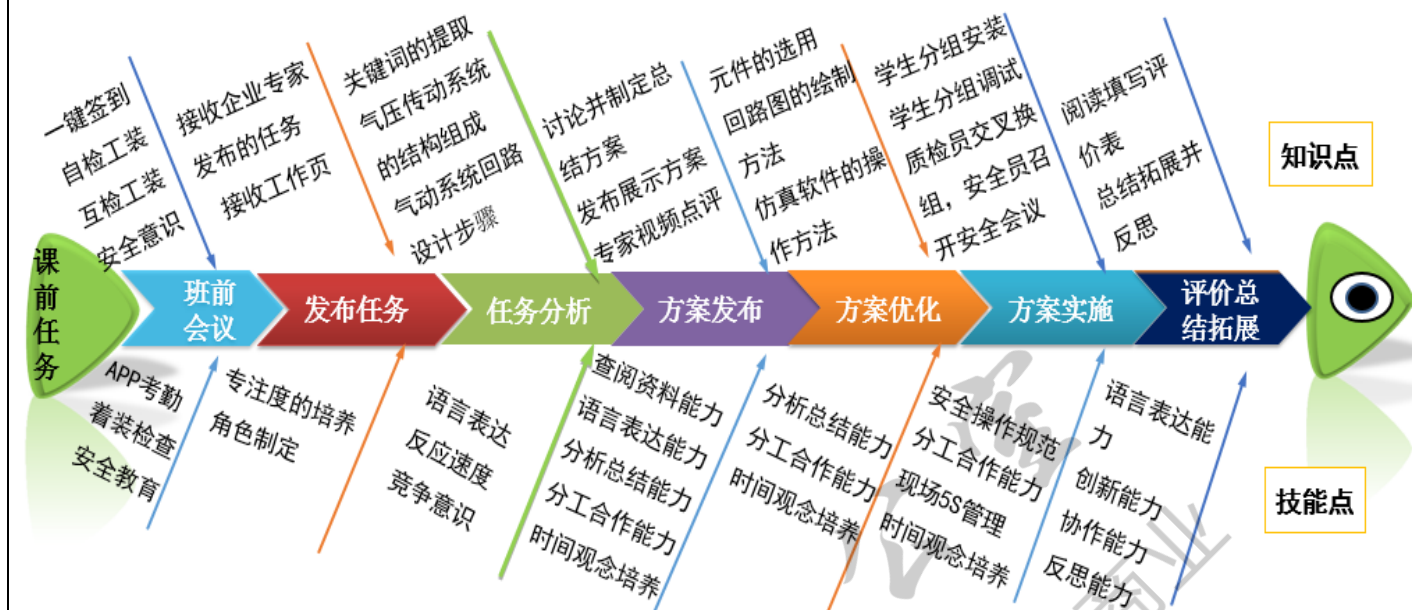 一键签到
自检工装
互检工装
安全意识
接收企业专家
发布的任务
接收工作页
关键词的提取
气压传动系统
的结构组成
气动系统回路
设计步骤
讨论并制定总
结方案
发布展示方案
专家视频点评
元件的选用
回路图的绘制
方法
仿真软件的操
作方法
学生分组安装
学生分组调试
质检员交叉换
组，安全员召
开安全会议
阅读填写评
价表
总结拓展并
反思
知识点
课
前
任
务
班前
会议
发布任务
任务分析
方案发布
方案优化
方案实施
评价总
结拓展
APP考勤
着装检查
安全教育
专注度的培养
角色制定
语言表达
反应速度
竞争意识
查阅资料能力
语言表达能力
分析总结能力
分工合作能力
时间观念培养
分析总结能力
分工合作能力
时间观念培养
安全操作规范
分工合作能力
现场5S管理
时间观念培养
语言表达能
力
创新能力
协作能力
反思能力
技能点